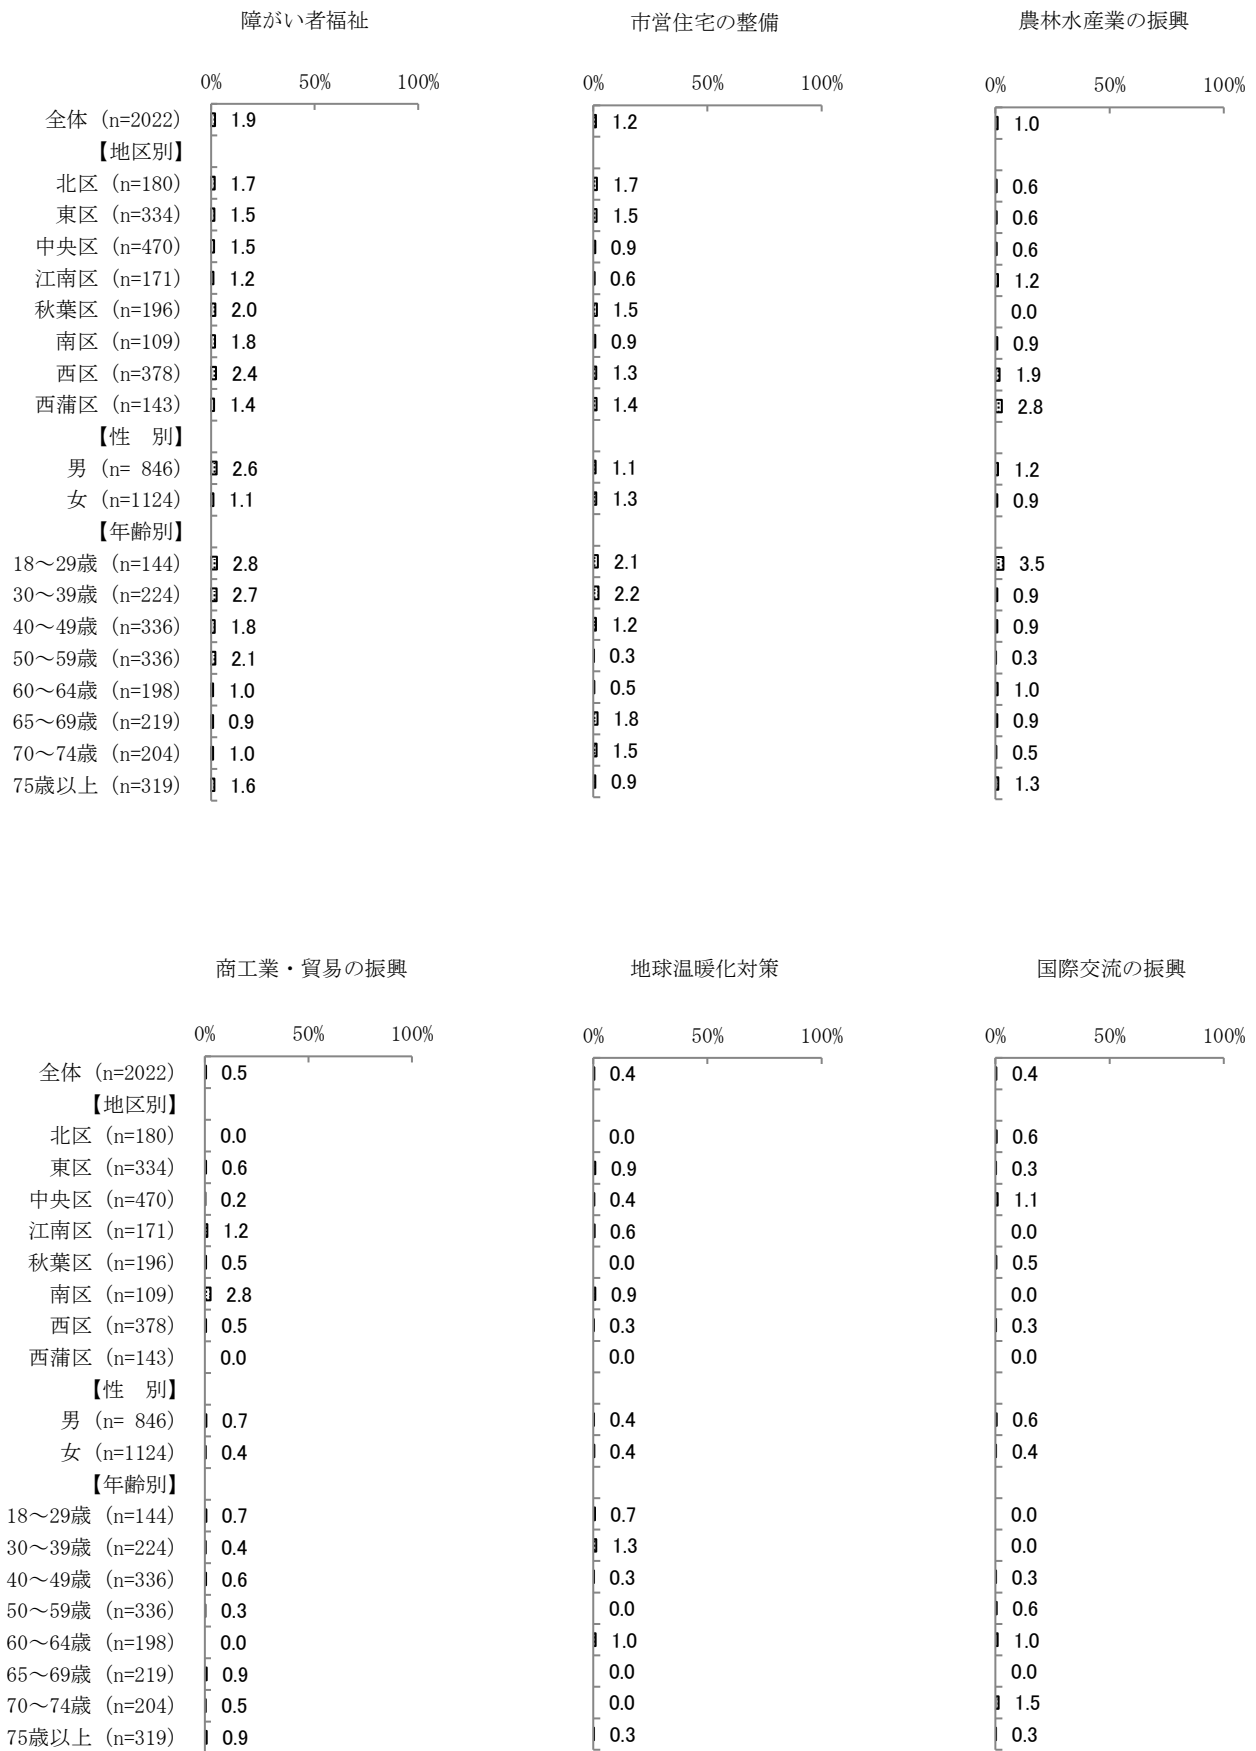 障がい者福祉 市営住宅の整備 農林水産業の振興
0% 50% 100% 0% 50% 100% 0% 50% 100%
全体 (n=2022) 1.9 1.2 1.0
【地区別】
北区 (n=180) 1.7 1.7 0.6
東区 (n=334) 1.5 1.5 0.6
中央区 (n=470) 1.5 0.9 0.6
江南区 (n=171) 1.2 0.6 1.2
秋葉区 (n=196) 2.0 1.5 0.0
南区 (n=109) 1.8 0.9 0.9
西区 (n=378) 2.4 1.3 1.9
西蒲区 (n=143) 1.4 1.4 2.8
【性　別】
男 (n= 846) 2.6 1.1 1.2
女 (n=1124) 1.1 1.3 0.9
【年齢別】
18～29歳 (n=144) 2.8 2.1 3.5
30～39歳 (n=224) 2.7 2.2 0.9
40～49歳 (n=336) 1.8 1.2 0.9
50～59歳 (n=336) 2.1 0.3 0.3
60～64歳 (n=198) 1.0 0.5 1.0
65～69歳 (n=219) 0.9 1.8 0.9
70～74歳 (n=204) 1.0 1.5 0.5
75歳以上 (n=319) 1.6 0.9 1.3
商工業・貿易の振興 地球温暖化対策 国際交流の振興
0% 50% 100% 0% 50% 100% 0% 50% 100%
全体 (n=2022) 0.5 0.4 0.4
【地区別】
北区 (n=180) 0.0 0.0 0.6
東区 (n=334) 0.6 0.9 0.3
中央区 (n=470) 0.2 0.4 1.1
江南区 (n=171) 1.2 0.6 0.0
秋葉区 (n=196) 0.5 0.0 0.5
南区 (n=109) 2.8 0.9 0.0
西区 (n=378) 0.5 0.3 0.3
西蒲区 (n=143) 0.0 0.0 0.0
【性　別】
男 (n= 846) 0.7 0.4 0.6
女 (n=1124) 0.4 0.4 0.4
【年齢別】
18～29歳 (n=144) 0.7 0.7 0.0
30～39歳 (n=224) 0.4 1.3 0.0
40～49歳 (n=336) 0.6 0.3 0.3
50～59歳 (n=336) 0.3 0.0 0.6
60～64歳 (n=198) 0.0 1.0 1.0
65～69歳 (n=219) 0.9 0.0 0.0
70～74歳 (n=204) 0.5 0.0 1.5
75歳以上 (n=319) 0.9 0.3 0.3